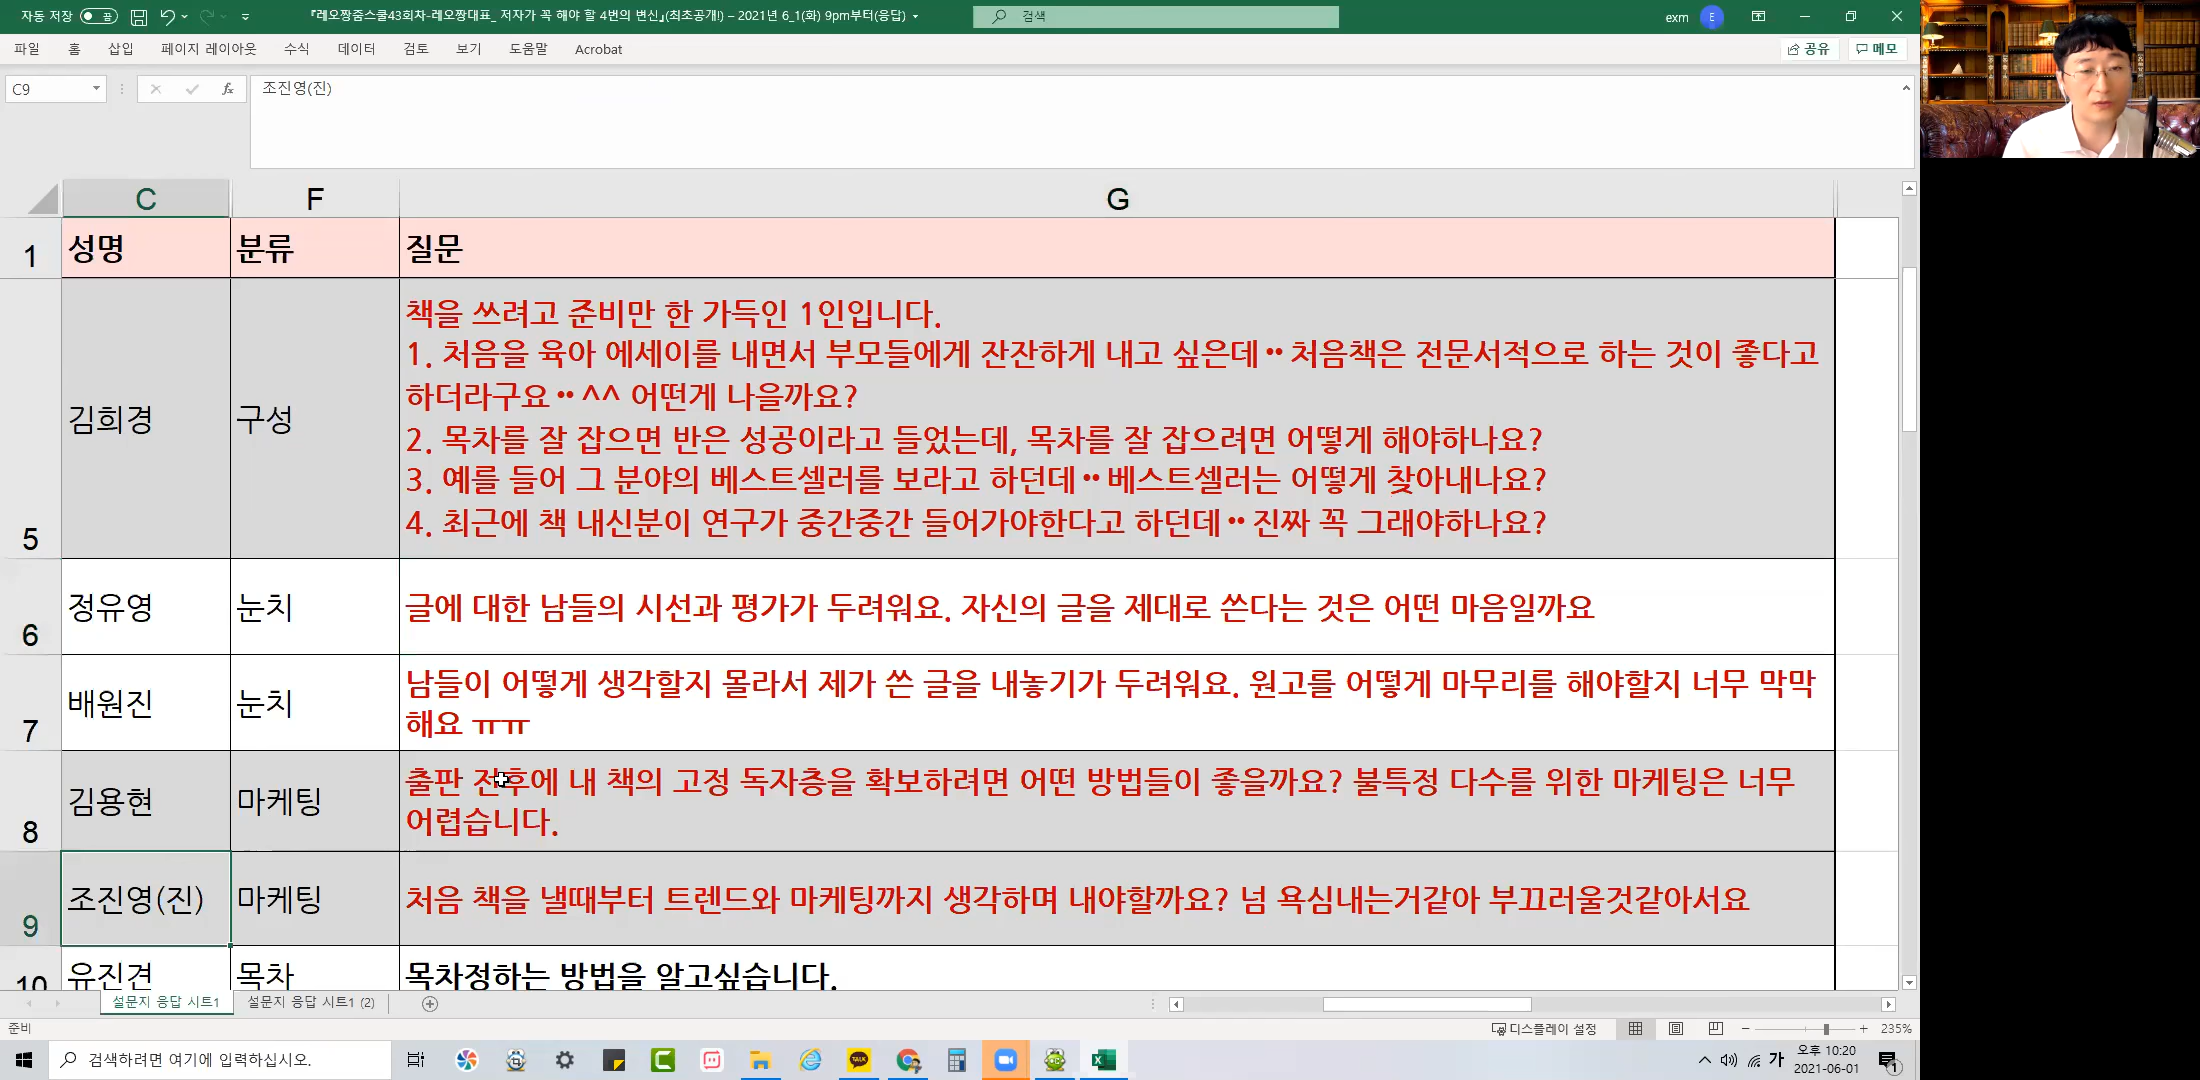 자동 저장 끔 『레오짱줌스쿨43회차-레오짱대표_ 저자가 꼭 해야 할 4번의 변신』(최초공개!) – 2021년 6_1(화) 9pm부터(응답) 검색 exm E
파일 홈 삽입 페이지 레이아웃 수식 데이터 검토 보기 도움말 Acrobat 공유 메모
C9 fx 조진영(진)
C F G
1 성명 분류 질문
책을 쓰려고 준비만 한 가득인 1인입니다.
1. 처음을 육아 에세이를 내면서 부모들에게 잔잔하게 내고 싶은데 •• 처음책은 전문서적으로 하는 것이 좋다고
하더라구요 •• ^^ 어떤게 나을까요?
김희경 구성
2. 목차를 잘 잡으면 반은 성공이라고 들었는데, 목차를 잘 잡으려면 어떻게 해야하나요?
3. 예를 들어 그 분야의 베스트셀러를 보라고 하던데 •• 베스트셀러는 어떻게 찾아내나요?
4. 최근에 책 내신분이 연구가 중간중간 들어가야한다고 하던데 •• 진짜 꼭 그래야하나요?
5
6 정유영 눈치 글에 대한 남들의 시선과 평가가 두려워요. 자신의 글을 제대로 쓴다는 것은 어떤 마음일까요
7 배원진 눈치 남들이 어떻게 생각할지 몰라서 제가 쓴 글을 내놓기가 두려워요. 원고를 어떻게 마무리를 해야할지 너무 막막
해요 ㅠㅠ
8 김용현 마케팅 출판 전후에 내 책의 고정 독자층을 확보하려면 어떤 방법들이 좋을까요? 불특정 다수를 위한 마케팅은 너무
어렵습니다.
9 조진영(진) 마케팅 처음 책을 낼때부터 트렌드와 마케팅까지 생각하며 내야할까요? 넘 욕심내는거같아 부끄러울것같아서요
10 유진견 목차 목차정하는 방법을 알고싶습니다.
설문지 응답 시트1 설문지 응답 시트1 (2)
준비 디스플레이 설정 235%
검색하려면 여기에 입력하십시오. TALK 가 오후 10:20
2021-06-01 1